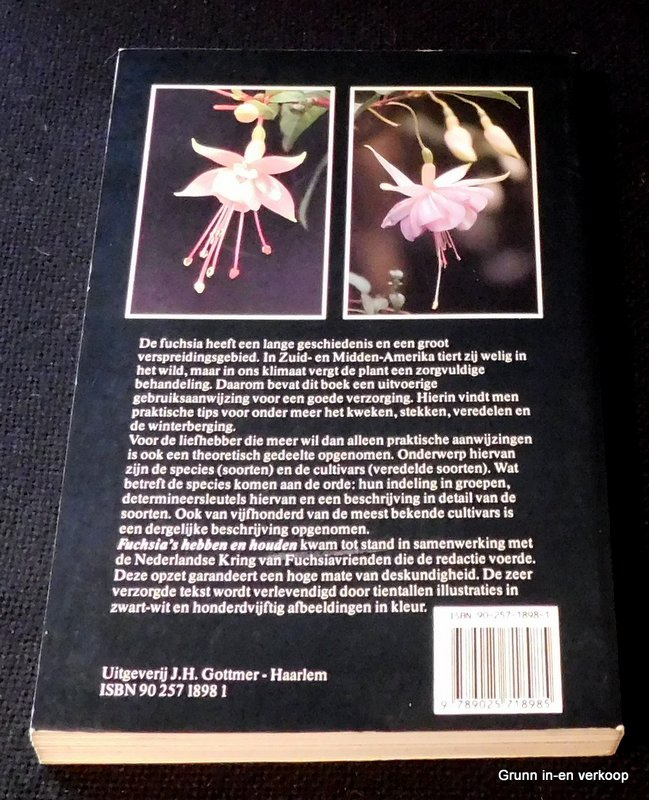 De fuchsia heeft een lange geschiedenis en een groot
verspreidingsgebied. In Zuid- en Midden-Amerika tiert zij welig in
het wild, maar in ons klimaat vergt de plant een zorgvuldige
behandeling. Daarom bevat dit boek een uitvoerige
gebruiksaanwijzing voor een goede verzorging. Hierin vindt men
praktische tips voor onder meer het kweken, stekken, veredelen en
de winterberging.
Voor de liefhebber die meer wil dan alleen praktische aanwijzingen
is ook een theoretisch gedeelte opgenomen. Onderwerp hiervan
zijn de species (soorten) en de cultivars (veredelde soorten). Wat
betreft de species komen aan de orde: hun indeling in groepen,
determineersleutels hiervan en een beschrijving in detail van de
soorten. Ook van vijfhonderd van de meest bekende cultivars is
een dergelijke beschrijving opgenomen.
Fuchsia's hebben en houden kwam tot stand in samenwerking met
de Nederlandse Kring van Fuchsiavrienden die de redactie voerde.
Deze opzet garandeert een hoge mate van deskundigheid. De zeer
verzorgde tekst wordt verlevendigd door tientallen illustraties in
zwart-wit en honderdvijftig afbeeldingen in kleur.
ISBN 90-257-1898-1
9 789025 718985
Uitgeverij J.H. Gottmer - Haarlem
ISBN 90 257 1898 1
Grunn in-en verkoop